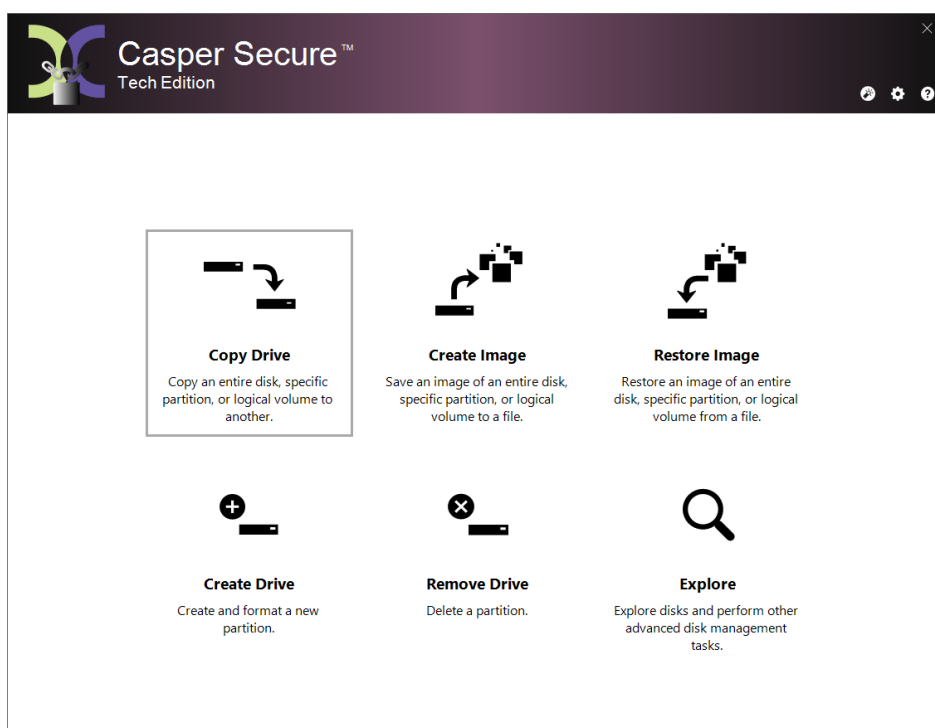 Casper Secure™
Tech Edition
Copy Drive
Copy an entire disk, specific
partition, or logical volume to
another.
Create Image
Save an image of an entire disk,
specific partition, or logical
volume to a file.
Restore Image
Restore an image of an entire
disk, specific partition, or logical
volume from a file.
Create Drive
Create and format a new
partition.
Remove Drive
Delete a partition.
Explore
Explore disks and perform other
advanced disk management
tasks.